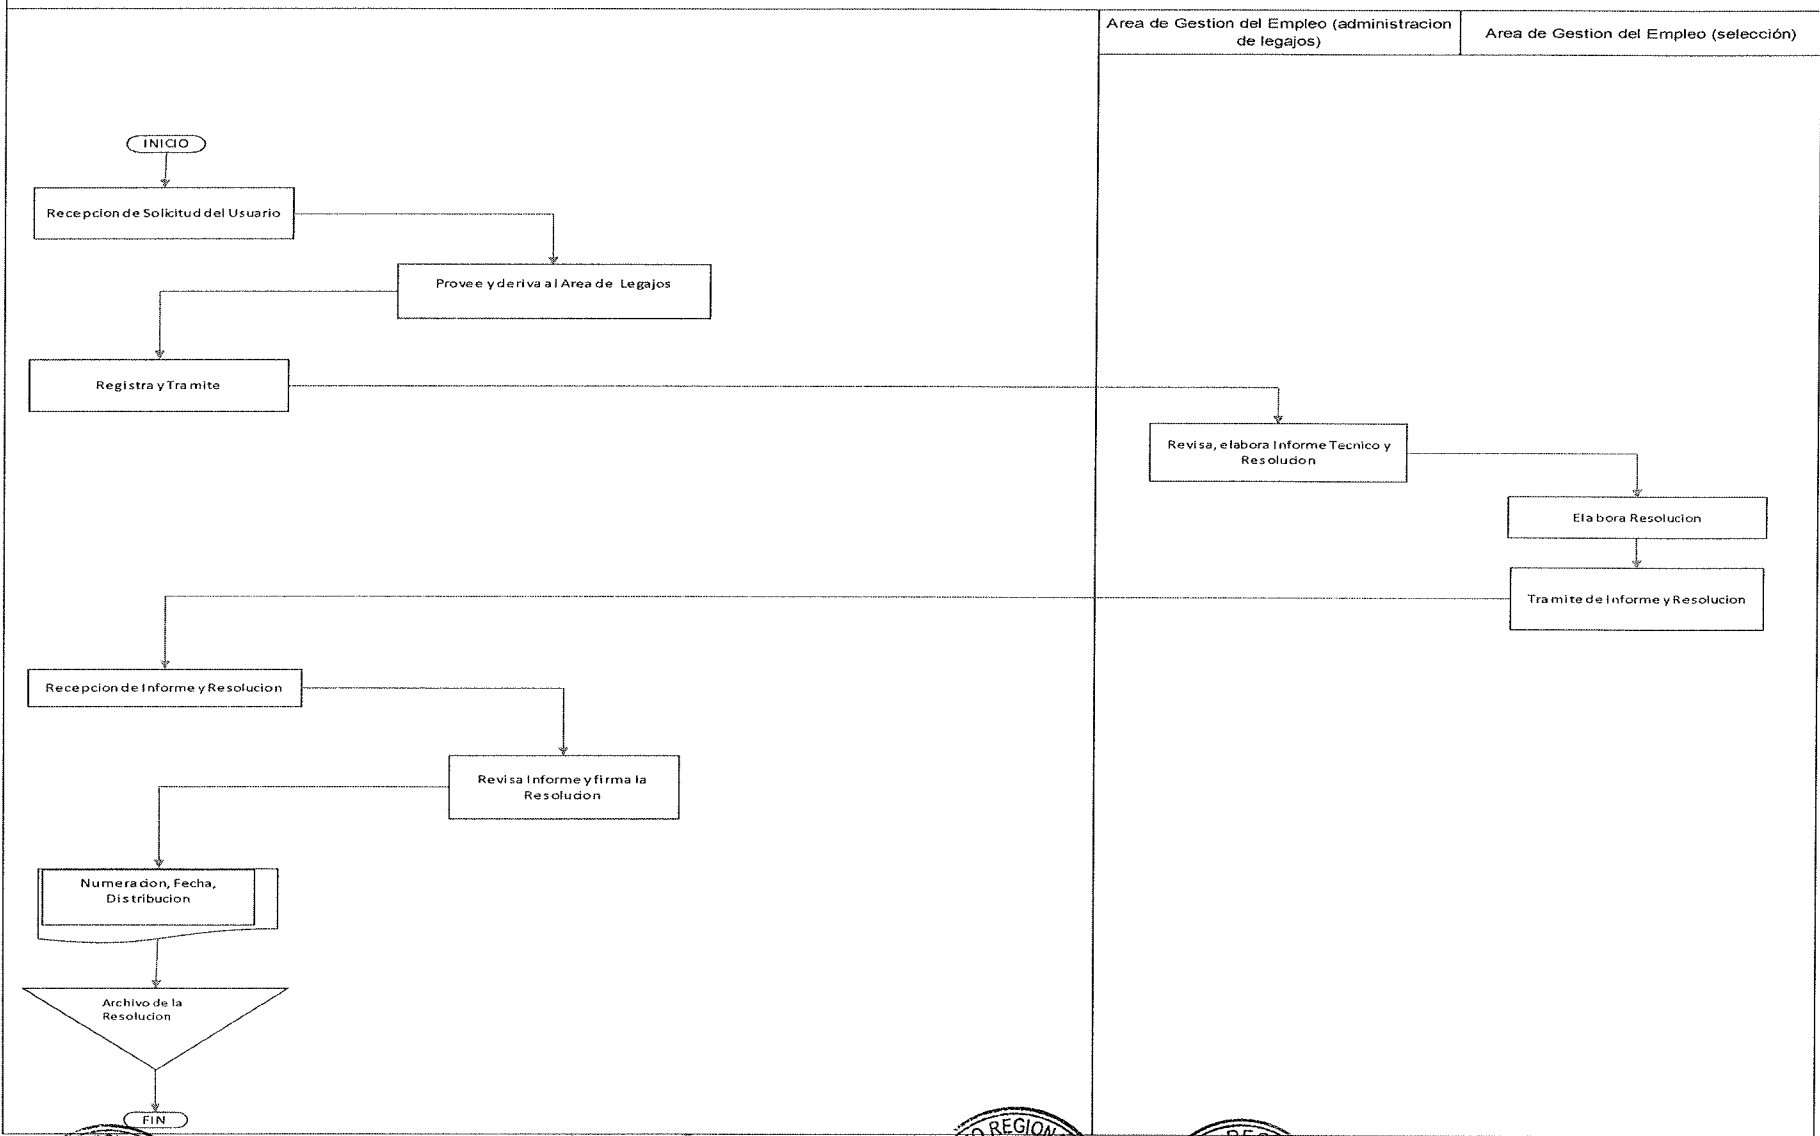 Area de Gestion del Empleo (administracion
de legajos)
Area de Gestion del Empleo (selección)
INICIO
Recepcion de Solicitud del Usuario
Provee y deriva al Area de Legajos
Registra y Tramite
Revisa, elabora Informe Tecnico y
Resolucion
Elabora Resolucion
Tramite de Informe y Resolucion
Recepcion de Informe y Resolucion
Revisa Informe y firma la
Resolucion
Numeracion, Fecha,
Distribucion
Archivo de la
Resolucion
FIN